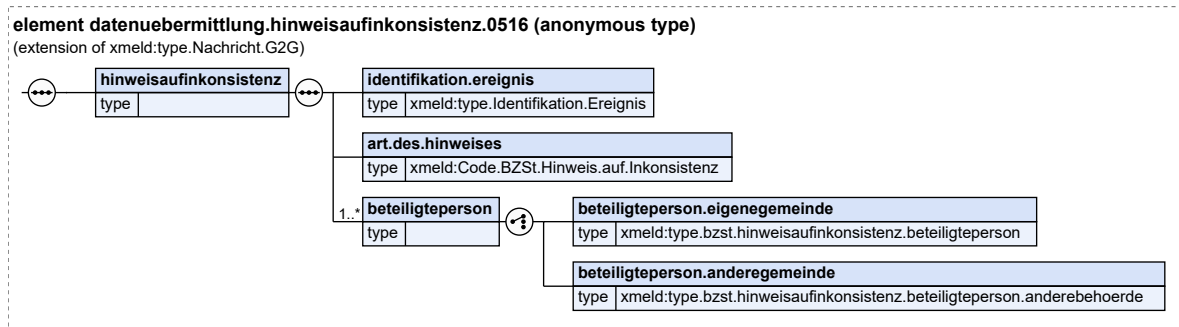 element datenuebermittlung.hinweisaufinkonsistenz.0516 (anonymous type)
(extension of xmeld:type.Nachricht.G2G)
hinweisaufinkonsistenz
type
identifikation.ereignis
type xmeld:type.Identifikation.Ereignis
art.des.hinweises
type xmeld:Code.BZSt.Hinweis.auf.Inkonsistenz
1..*
beteiligteperson
type
beteiligteperson.eigenegemeinde
type xmeld:type.bzst.hinweisaufinkonsistenz.beteiligteperson
beteiligteperson.anderegemeinde
type xmeld:type.bzst.hinweisaufinkonsistenz.beteiligteperson.anderebehoerde